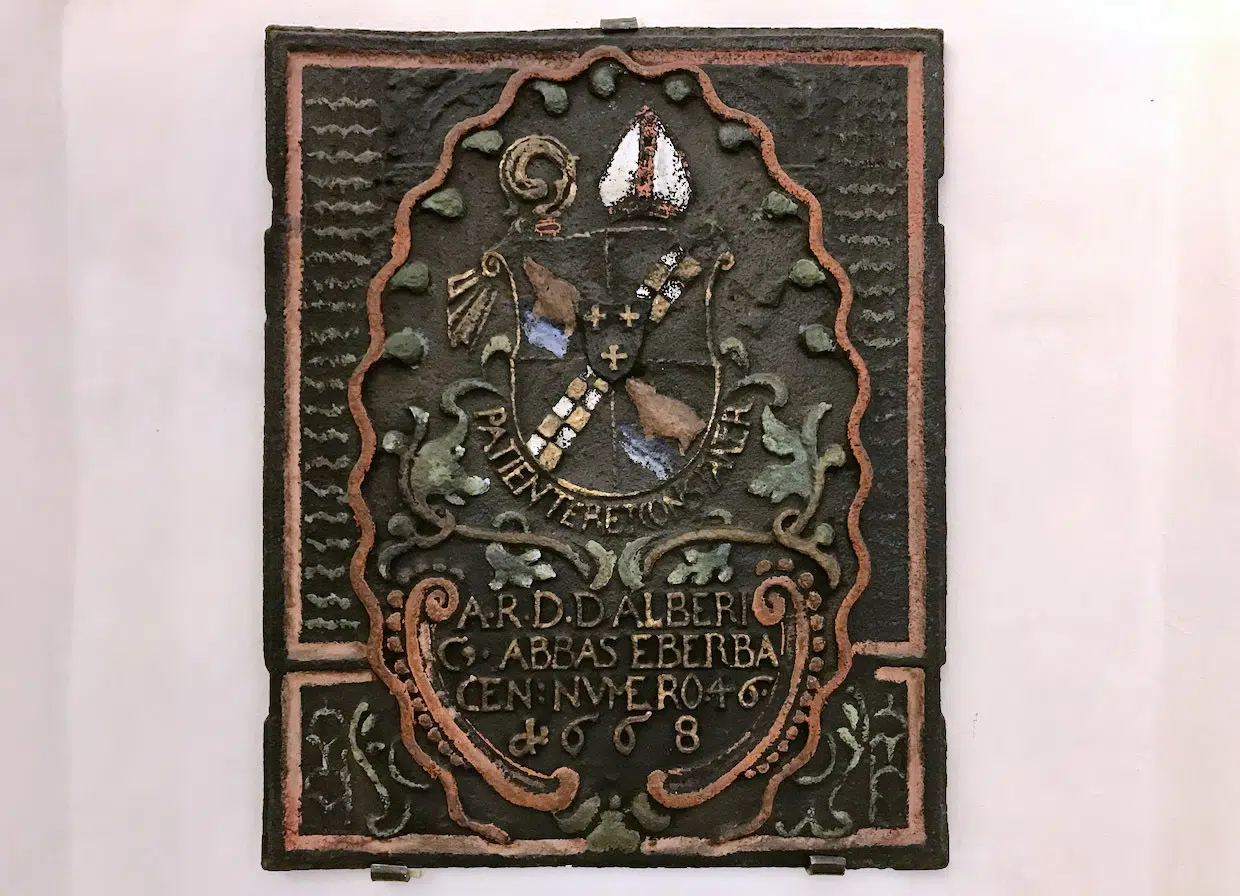 PATIENTER ET CONSTANTER
A·R·D·D ALBERI
G· ABBAS EBERBA
CEN: NVMERO·46·
1668